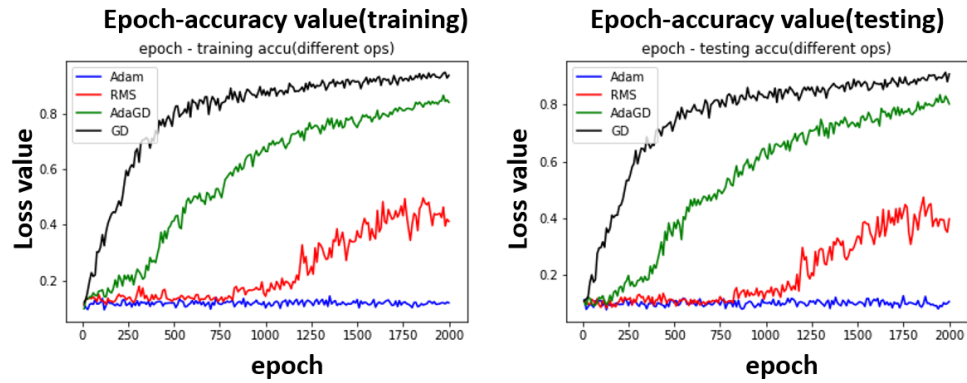 Epoch-accuracy value(training)
epoch - training accu(different ops)
Adam
RMS
AdaGD
GD
0.8
0.6
0.4
0.2
Loss value
0
250
500
750
1000
1250
1500
1750
2000
epoch
Epoch-accuracy value(testing)
epoch - testing accu(different ops)
Adam
RMS
AdaGD
GD
0.8
0.6
0.4
0.2
Loss value
0
250
500
750
1000
1250
1500
1750
2000
epoch